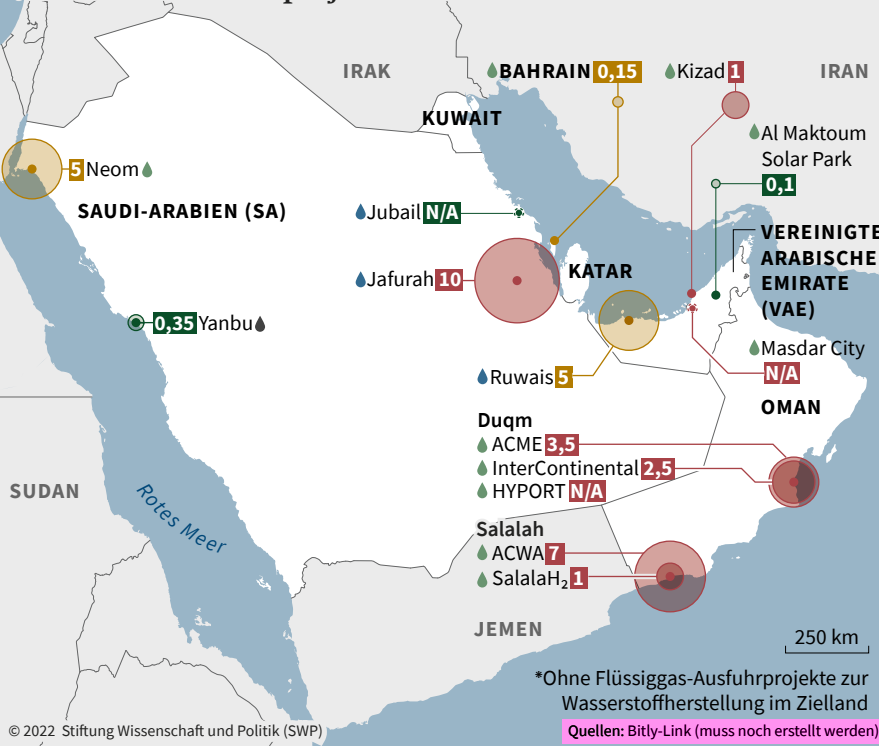 IRAK
BAHRAIN 0,15
Kizad 1
IRAN
KUWAIT
Al Maktoum
Solar Park
0,1
5 Neom
SAUDI-ARABIEN (SA)
Jubail N/A
VEREINIGTE
ARABISCHE
EMIRATE
(VAE)
KATAR
Jafurah 10
0,35 Yanbu
Masdar City
N/A
Ruwais 5
OMAN
Duqm
ACME 3,5
InterContinental 2,5
HYPORT N/A
SUDAN
Rotes Meer
Salalah
ACWA 7
SalalaH₂ 1
JEMEN
250 km
*Ohne Flüssiggas-Ausfuhrprojekte zur
Wasserstoffherstellung im Zielland
© 2022 Stiftung Wissenschaft und Politik (SWP)
Quellen: Bitly-Link (muss noch erstellt werden)